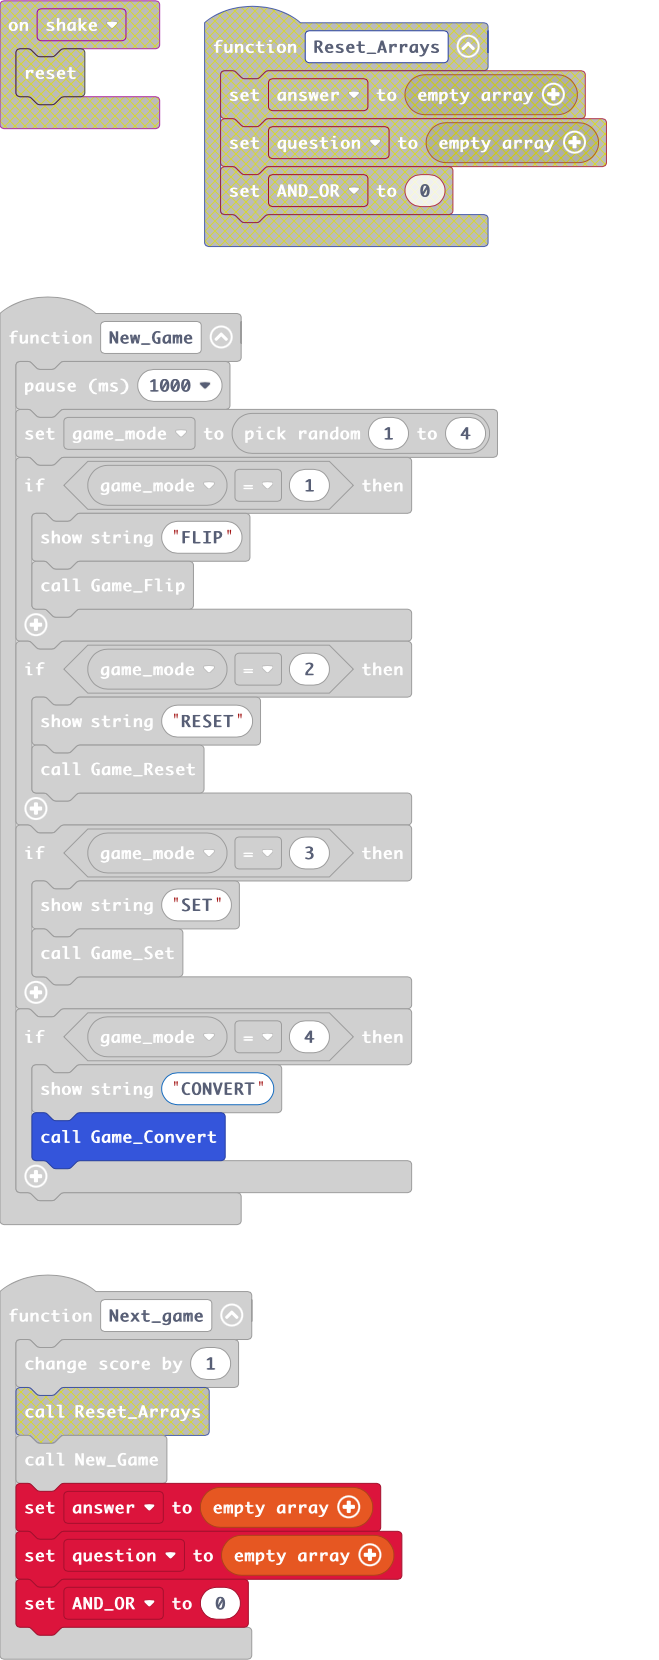 on shake
reset
function Reset_Arrays
set answer to empty array
set question to empty array
set AND_OR to 0
function New_Game
pause (ms) 1000
set game_mode to pick random 1 to 4
if game_mode = 1 then
show string "FLIP"
call Game_Flip
if game_mode = 2 then
show string "RESET"
call Game_Reset
if game_mode = 3 then
show string "SET"
call Game_Set
if game_mode = 4 then
show string "CONVERT"
call Game_Convert
function Next_game
change score by 1
call Reset_Arrays
call New_Game
set answer to empty array
set question to empty array
set AND_OR to 0